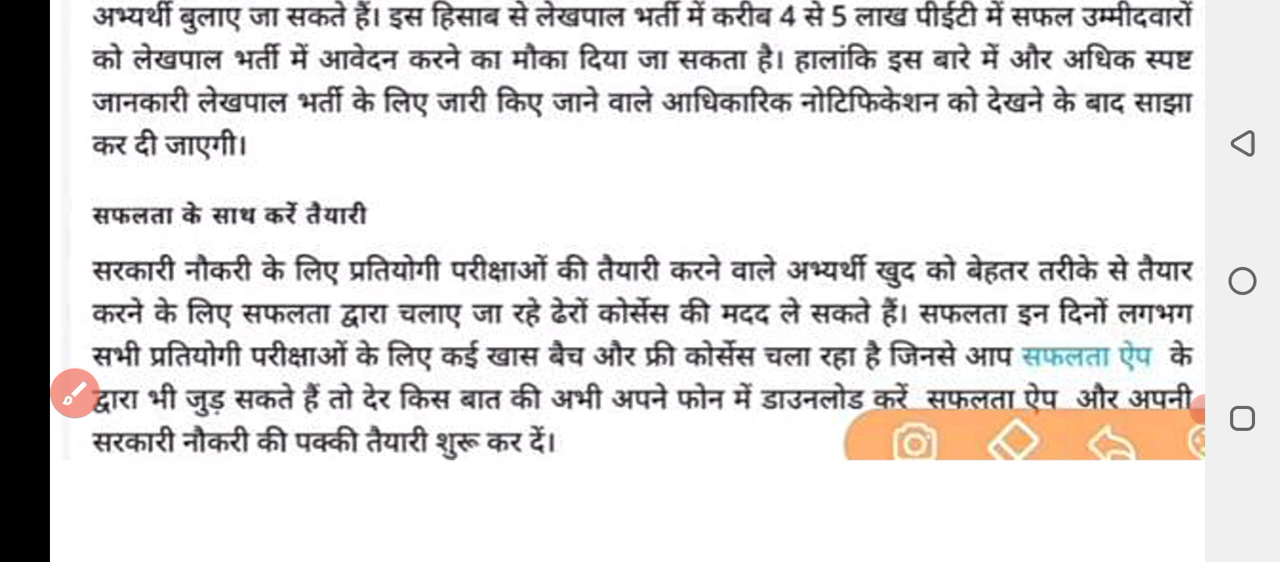 अभ्यर्थी बुलाए जा सकते हैं। इस हिसाब से लेखपाल भर्ती में करीब 4 से 5 लाख पीईटी में सफल उम्मीदवारों
को लेखपाल भर्ती में आवेदन करने का मौका दिया जा सकता है। हालांकि इस बारे में और अधिक स्पष्ट
जानकारी लेखपाल भर्ती के लिए जारी किए जाने वाले आधिकारिक नोटिफिकेशन को देखने के बाद साझा
कर दी जाएगी।
सफलता के साथ करें तैयारी
सरकारी नौकरी के लिए प्रतियोगी परीक्षाओं की तैयारी करने वाले अभ्यर्थी खुद को बेहतर तरीके से तैयार
करने के लिए सफलता द्वारा चलाए जा रहे ढेरों कोर्सेस की मदद ले सकते हैं। सफलता इन दिनों लगभग
सभी प्रतियोगी परीक्षाओं के लिए कई खास बैच और फ्री कोर्सेस चला रहा है जिनसे आप सफलता ऐप के
द्वारा भी जुड़ सकते हैं तो देर किस बात की अभी अपने फोन में डाउनलोड करें सफलता ऐप और अपनी
सरकारी नौकरी की पक्की तैयारी शुरू कर दें।